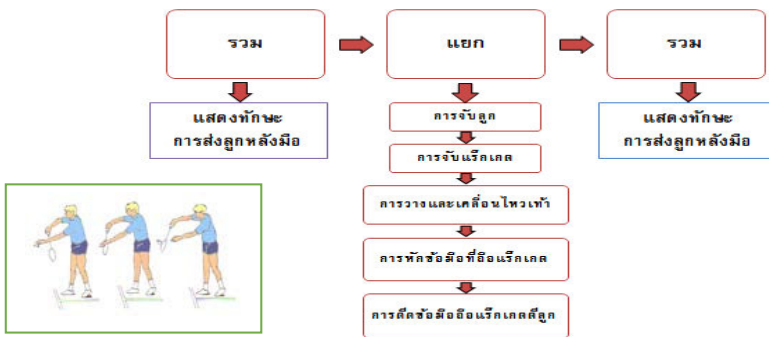 รวม
แยก
รวม
แสดงทักษะ
การส่งลูกหลังมือ
การจับลูก
การจับแร็กเกต
การวางและเคลื่อนไหวเท้า
การหักข้อมือที่ถือแร็กเกต
การดีดข้อมือถือแร็กเกตตีลูก
แสดงทักษะ
การส่งลูกหลังมือ